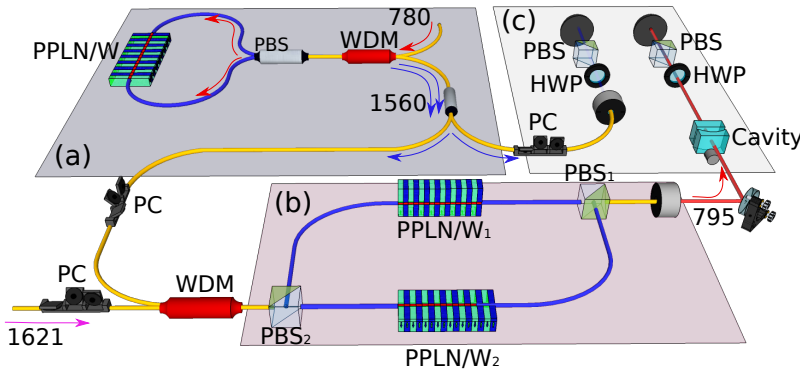 780
(c)
PBS
PBS
PPLN/W
PBS
WDM
HWP
HWP
1560
PC
Cavity
(a)
PBS1
PC
(b)
795
PPLN/W1
PC
WDM
1621
PBS2
PPLN/W2